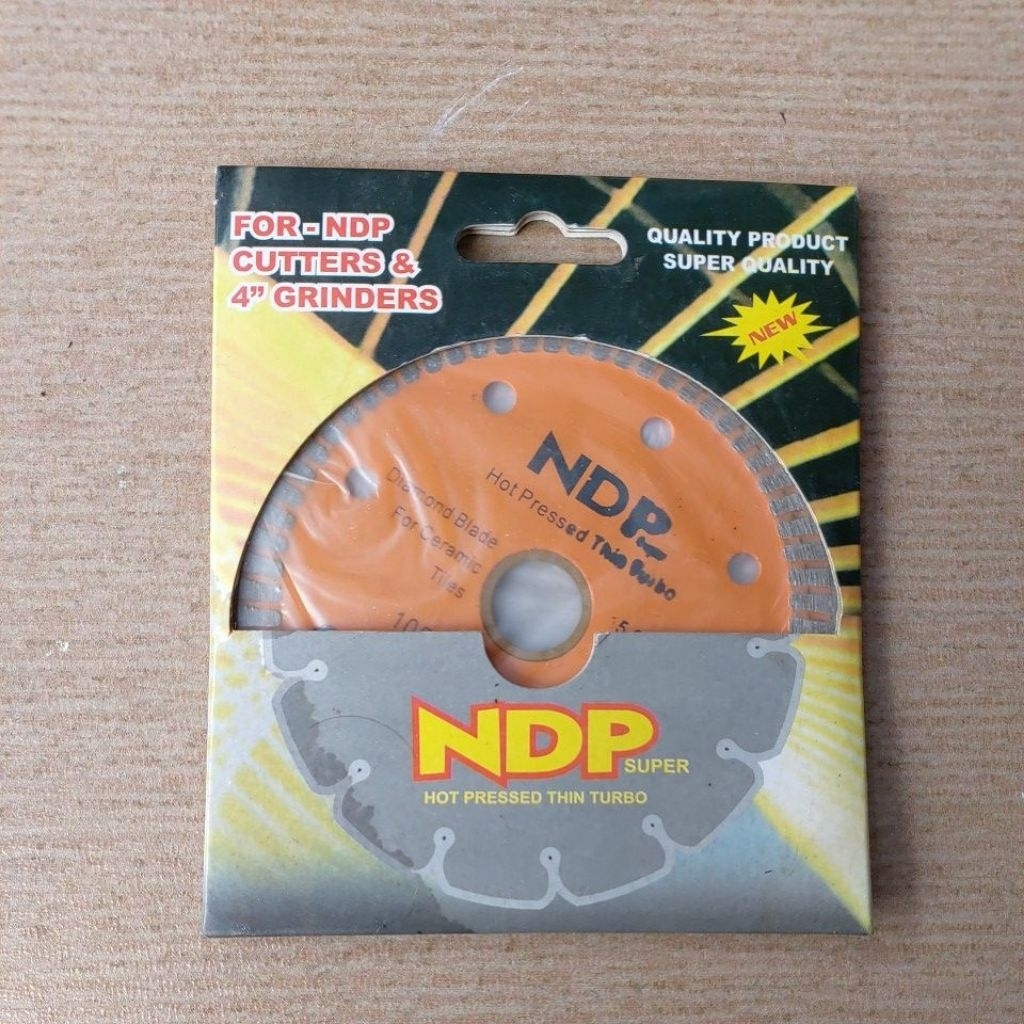 FOR - NDP
CUTTERS &
4” GRINDERS
QUALITY PRODUCT
SUPER QUALITY
NEW
NDP
Hot Pressed Thin Turbo
Diamond Blade
For Ceramic
Tiles
NDP SUPER
HOT PRESSED THIN TURBO